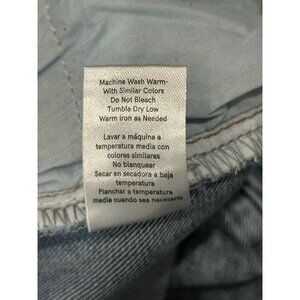 Machine Wash Warm-
With Similar Colors
Do Not Bleach
Tumble Dry Low
Warm Iron as Needed
Lavar a máquina a
temperatura media con
colores similares
No blanquear
Secar en secadora a baja
temperatura
Planchar a temperatura
media cuando sea necesario